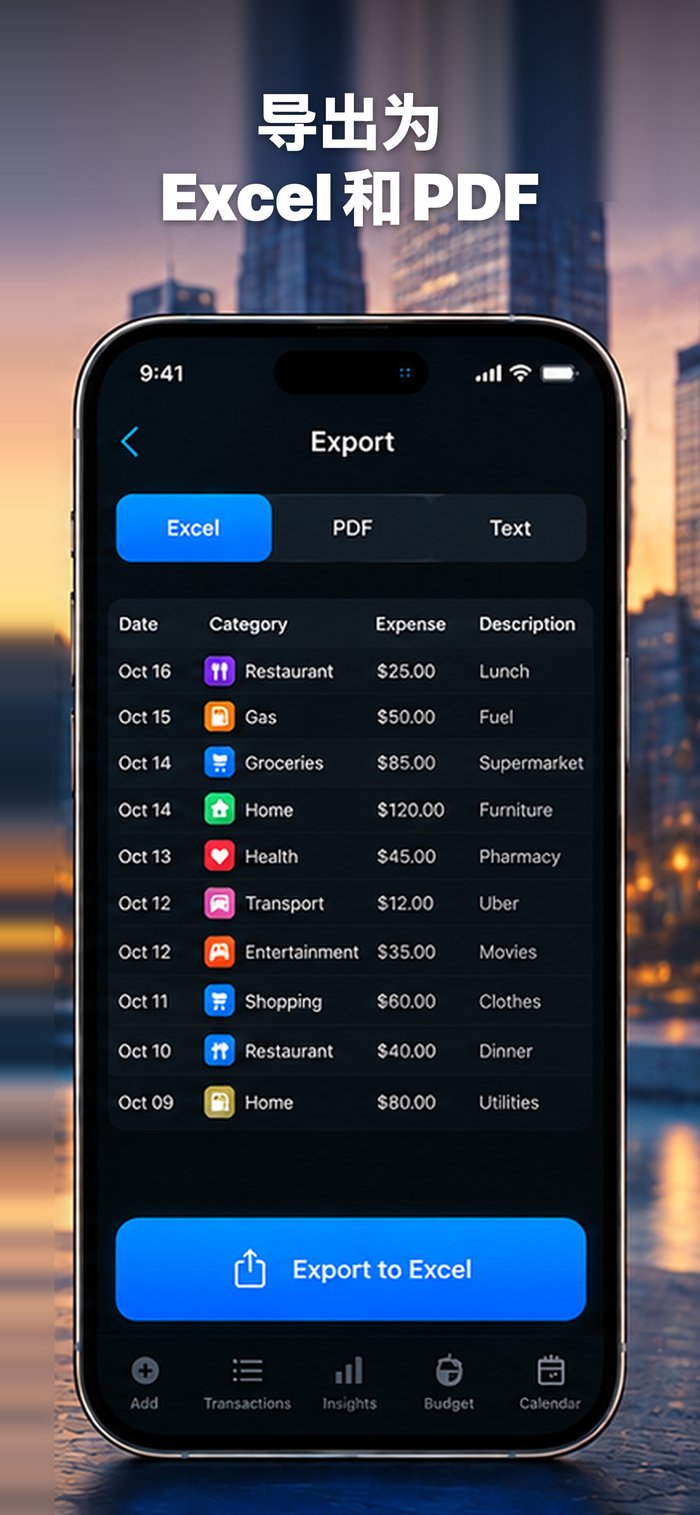 导出为
Excel 和 PDF
9:41
Export
Excel PDF Text
Date Category Expense Description
Oct 16 Restaurant $25.00 Lunch
Oct 15 Gas $50.00 Fuel
Oct 14 Groceries $85.00 Supermarket
Oct 14 Home $120.00 Furniture
Oct 13 Health $45.00 Pharmacy
Oct 12 Transport $12.00 Uber
Oct 12 Entertainment $35.00 Movies
Oct 11 Shopping $60.00 Clothes
Oct 10 Restaurant $40.00 Dinner
Oct 09 Home $80.00 Utilities
Export to Excel
Add Transactions Insights Budget Calendar